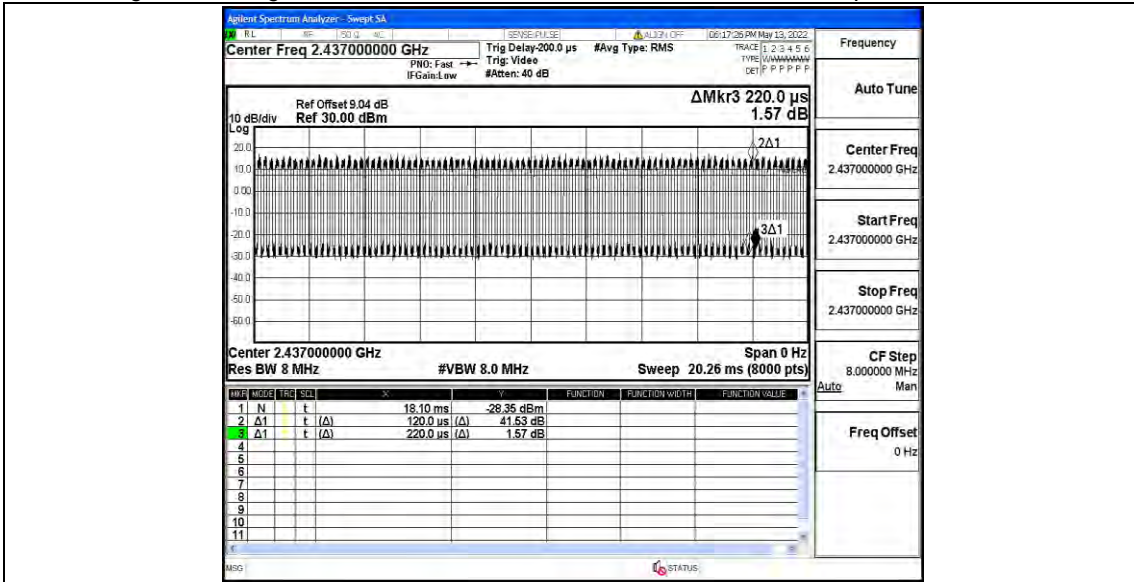 Agilent Spectrum Analyzer - Swept SA
RL RF 50 Ω AC SENSE:PULSE ALIGN OFF 06:17:26 PM May 13, 2022
Center Freq 2.437000000 GHz
PNO: Fast
IFGain:Low
Trig Delay-200.0 µs
Trig: Video
#Atten: 40 dB
#Avg Type: RMS
TRACE 1 2 3 4 5 6
TYPE
DET P P P P P P
Frequency
Auto Tune
ΔMkr3 220.0 µs
1.57 dB
Ref Offset 9.04 dB
10 dB/div Ref 30.00 dBm
Log
20.0
10.0
0.00
-10.0
-20.0
-30.0
-40.0
-50.0
-60.0
2Δ1
3Δ1
Center Freq
2.437000000 GHz
Start Freq
2.437000000 GHz
Stop Freq
2.437000000 GHz
Center 2.437000000 GHz Span 0 Hz
Res BW 8 MHz #VBW 8.0 MHz Sweep 20.26 ms (8000 pts)
CF Step
8.000000 MHz
Auto Man
MKR MODE TRC SCL X Y FUNCTION FUNCTION WIDTH FUNCTION VALUE
1 N t 18.10 ms -28.35 dBm
2 Δ1 t (Δ) 120.0 µs (Δ) 41.53 dB
3 Δ1 t (Δ) 220.0 µs (Δ) 1.57 dB
4
5
6
7
8
9
10
11
Freq Offset
0 Hz
MSG STATUS